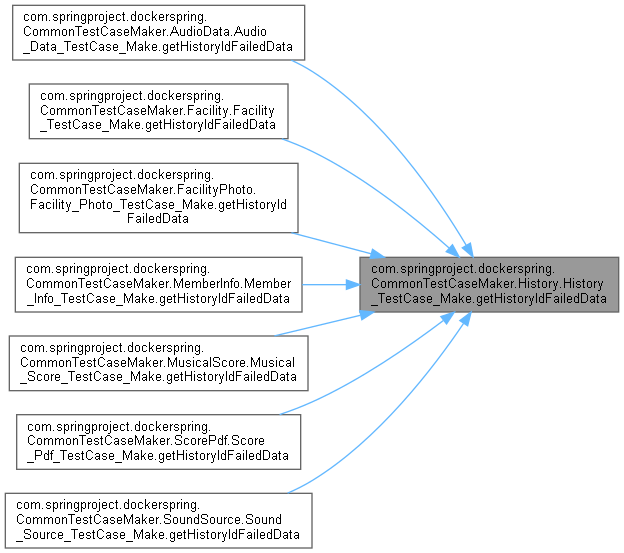 com.springproject.dockerspring.
CommonTestCaseMaker.AudioData.Audio
_Data_TestCase_Make.getHistoryIdFailedData
com.springproject.dockerspring.
CommonTestCaseMaker.Facility.Facility
_TestCase_Make.getHistoryIdFailedData
com.springproject.dockerspring.
CommonTestCaseMaker.FacilityPhoto.
Facility_Photo_TestCase_Make.getHistoryId
FailedData
com.springproject.dockerspring.
CommonTestCaseMaker.MemberInfo.Member
_Info_TestCase_Make.getHistoryIdFailedData
com.springproject.dockerspring.
CommonTestCaseMaker.History.History
_TestCase_Make.getHistoryIdFailedData
com.springproject.dockerspring.
CommonTestCaseMaker.MusicalScore.Musical
_Score_TestCase_Make.getHistoryIdFailedData
com.springproject.dockerspring.
CommonTestCaseMaker.ScorePdf.Score
_Pdf_TestCase_Make.getHistoryIdFailedData
com.springproject.dockerspring.
CommonTestCaseMaker.SoundSource.Sound
_Source_TestCase_Make.getHistoryIdFailedData